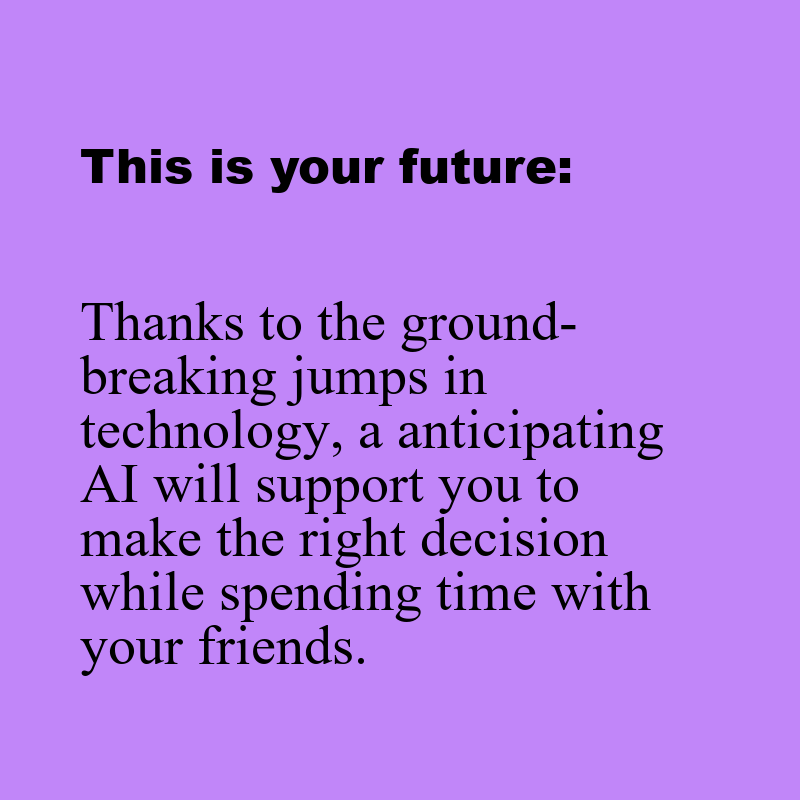 This is your future:
Thanks to the ground-
breaking jumps in
technology, a anticipating
AI will support you to
make the right decision
while spending time with
your friends.